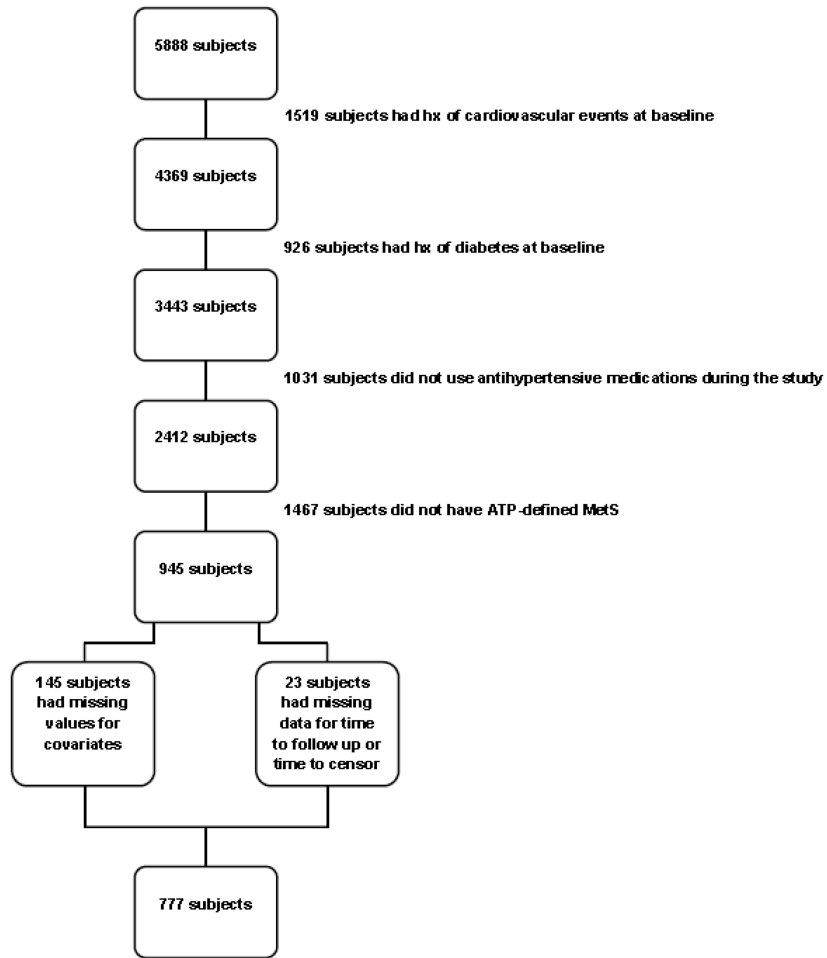 5888 subjects
1519 subjects had hx of cardiovascular events at baseline
4369 subjects
926 subjects had hx of diabetes at baseline
3443 subjects
1031 subjects did not use antihypertensive medications during the study
2412 subjects
1467 subjects did not have ATP-defined MetS
945 subjects
145 subjects
had missing
values for
covariates
23 subjects
had missing
data for time
to follow up or
time to censor
777 subjects